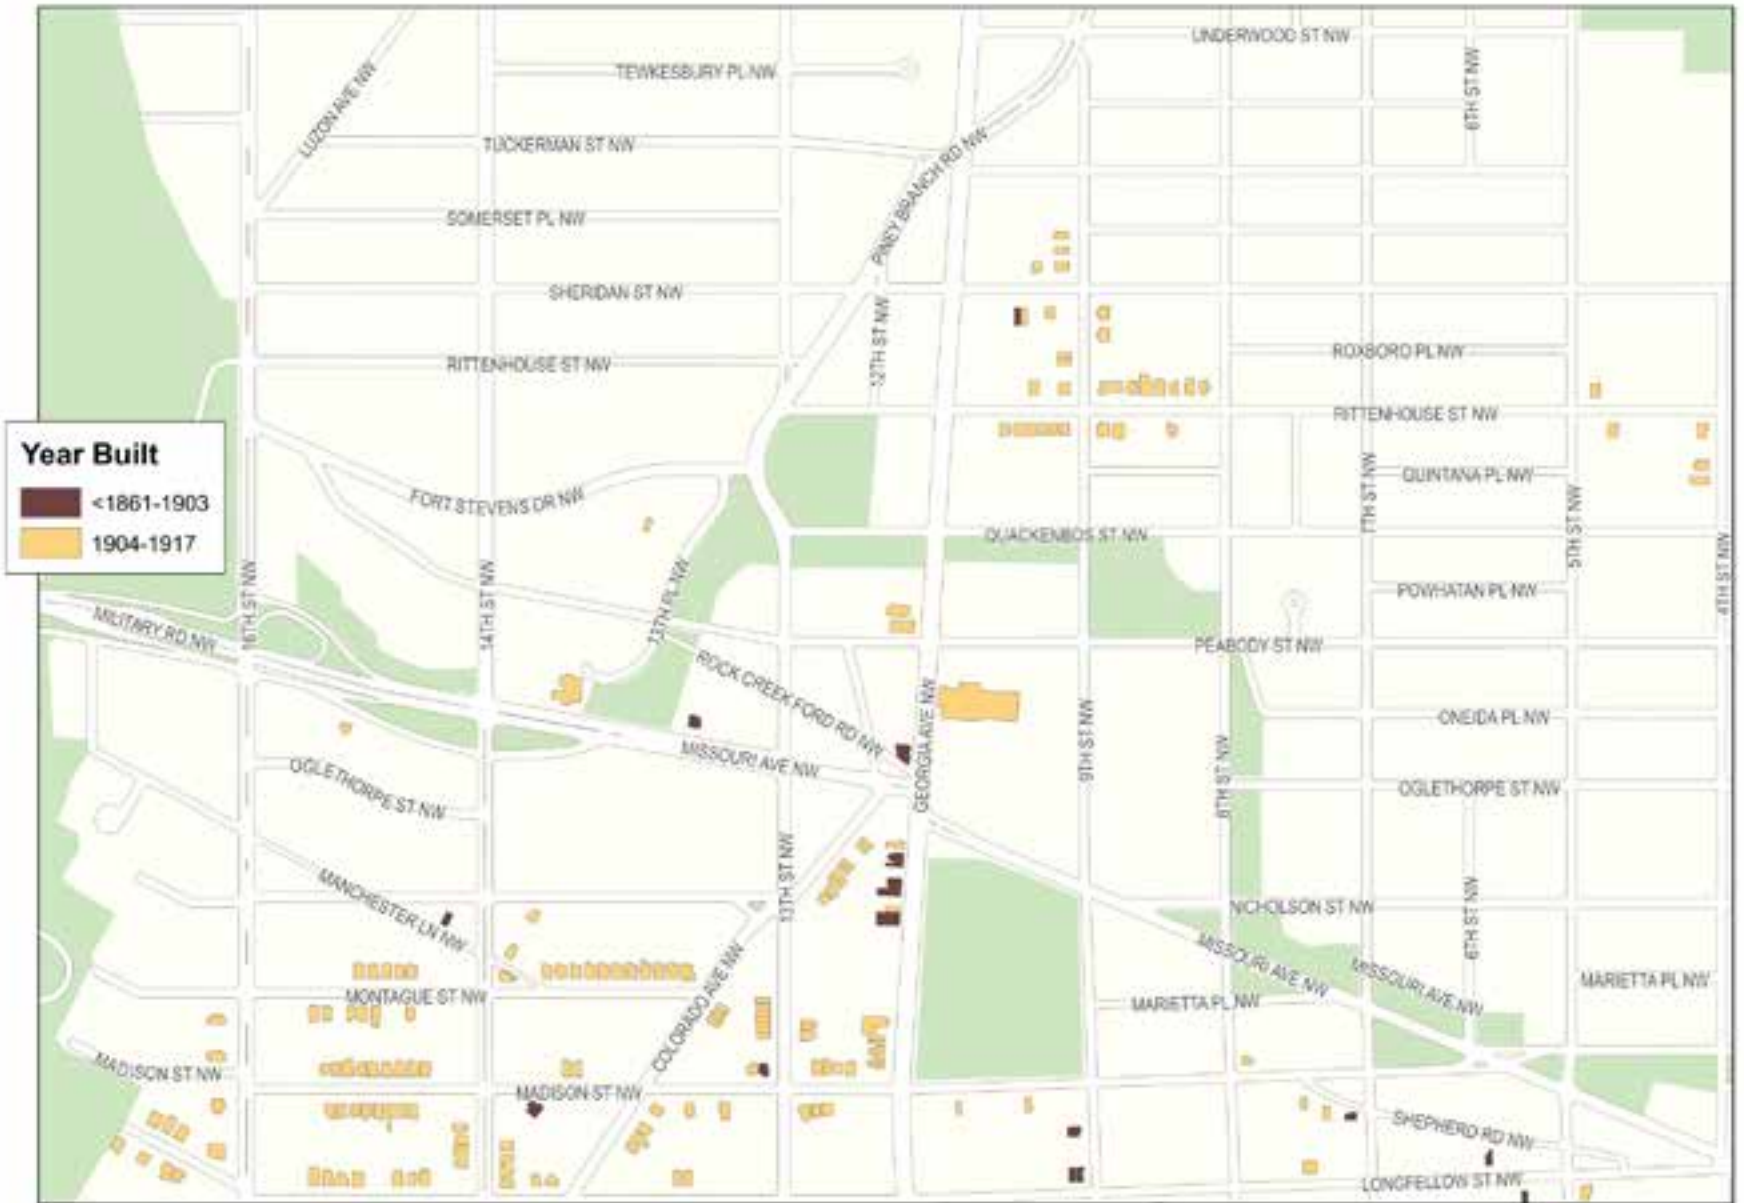 UNDERWOOD ST NW
TEWKESBURY PL NW
LUZON AVE NW
6TH ST NW
TUCKERMAN ST NW
PINEY BRANCH RD NW
SOMERSET PL NW
SHERIDAN ST NW
12TH ST NW
RITTENHOUSE ST NW
ROXBORO PL NW
RITTENHOUSE ST NW
Year Built
<1861-1903
1904-1917
FORT STEVENS DR NW
QUINTANA PL NW
7TH ST NW
5TH ST NW
QUACKENBOS ST NW
4TH ST NW
16TH ST NW
14TH ST NW
13TH PL NW
POWHATAN PL NW
MILITARY RD NW
PEABODY ST NW
ROCK CREEK FORD RD NW
GEORGIA AVE NW
9TH ST NW
ONEIDA PL NW
MISSOURI AVE NW
8TH ST NW
OGLETHORPE ST NW
OGLETHORPE ST NW
13TH ST NW
MANCHESTER LN NW
NICHOLSON ST NW
6TH ST NW
COLORADO AVE NW
MISSOURI AVE NW
MISSOURI AVE NW
MARIETTA PL NW
MONTAGUE ST NW
MARIETTA PL NW
MADISON ST NW
MADISON ST NW
SHEPHERD RD NW
LONGFELLOW ST NW